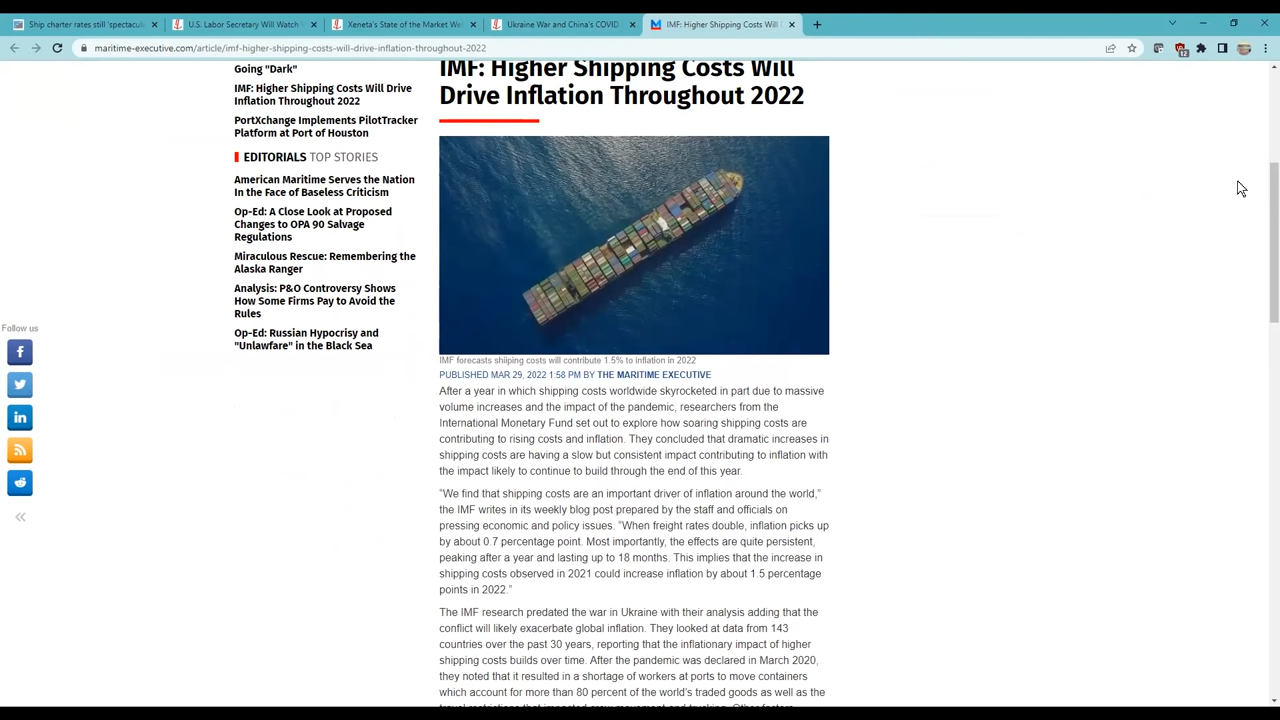 Ship charter rates still 'spectacul
U.S. Labor Secretary Will Watch
Xeneta's State of the Market We
Ukraine War and China's COVID
IMF: Higher Shipping Costs Will
maritime-executive.com/article/imf-higher-shipping-costs-will-drive-inflation-throughout-2022
12
Going "Dark"
IMF: Higher Shipping Costs Will Drive
Inflation Throughout 2022
PortXchange Implements PilotTracker
Platform at Port of Houston
EDITORIALS TOP STORIES
American Maritime Serves the Nation
In the Face of Baseless Criticism
Op-Ed: A Close Look at Proposed
Changes to OPA 90 Salvage
Regulations
Miraculous Rescue: Remembering the
Alaska Ranger
Analysis: P&O Controversy Shows
How Some Firms Pay to Avoid the
Rules
Op-Ed: Russian Hypocrisy and
"Unlawfare" in the Black Sea
Follow us
IMF: Higher Shipping Costs Will
Drive Inflation Throughout 2022
IMF forecasts shiiping costs will contribute 1.5% to inflation in 2022
PUBLISHED MAR 29, 2022 1:58 PM BY THE MARITIME EXECUTIVE
After a year in which shipping costs worldwide skyrocketed in part due to massive
volume increases and the impact of the pandemic, researchers from the
International Monetary Fund set out to explore how soaring shipping costs are
contributing to rising costs and inflation. They concluded that dramatic increases in
shipping costs are having a slow but consistent impact contributing to inflation with
the impact likely to continue to build through the end of this year.
"We find that shipping costs are an important driver of inflation around the world,"
the IMF writes in its weekly blog post prepared by the staff and officials on
pressing economic and policy issues. "When freight rates double, inflation picks up
by about 0.7 percentage point. Most importantly, the effects are quite persistent,
peaking after a year and lasting up to 18 months. This implies that the increase in
shipping costs observed in 2021 could increase inflation by about 1.5 percentage
points in 2022."
The IMF research predated the war in Ukraine with their analysis adding that the
conflict will likely exacerbate global inflation. They looked at data from 143
countries over the past 30 years, reporting that the inflationary impact of higher
shipping costs builds over time. After the pandemic was declared in March 2020,
they noted that it resulted in a shortage of workers at ports to move containers
which account for more than 80 percent of the world's traded goods as well as the